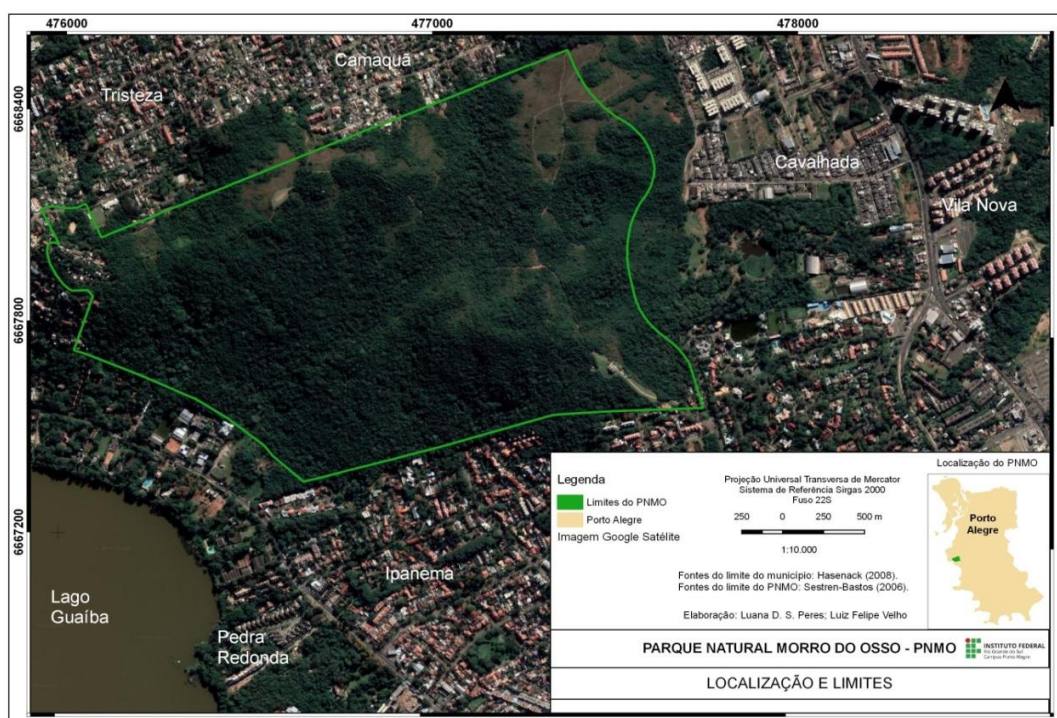 476000
477000
478000
6668400
6667800
6667200
Camaquã
Tristeza
Cavalhada
Vila Nova
N
Ipanema
Lago
Guaíba
Pedra
Redonda
Legenda
Limites do PNMO
Porto Alegre
Imagem Google Satélite
Projeção Universal Transversa de Mercator
Sistema de Referência Sirgas 2000
Fuso 22S
250 0 250 500 m
1:10.000
Fontes do limite do município: Hasenack (2008).
Fontes do limite do PNMO: Sestren-Bastos (2006).
Elaboração: Luana D. S. Peres; Luiz Felipe Velho
Localização do PNMO
Porto
Alegre
PARQUE NATURAL MORRO DO OSSO - PNMO
INSTITUTO FEDERAL
Rio Grande do Sul
Campus Porto Alegre
LOCALIZAÇÃO E LIMITES